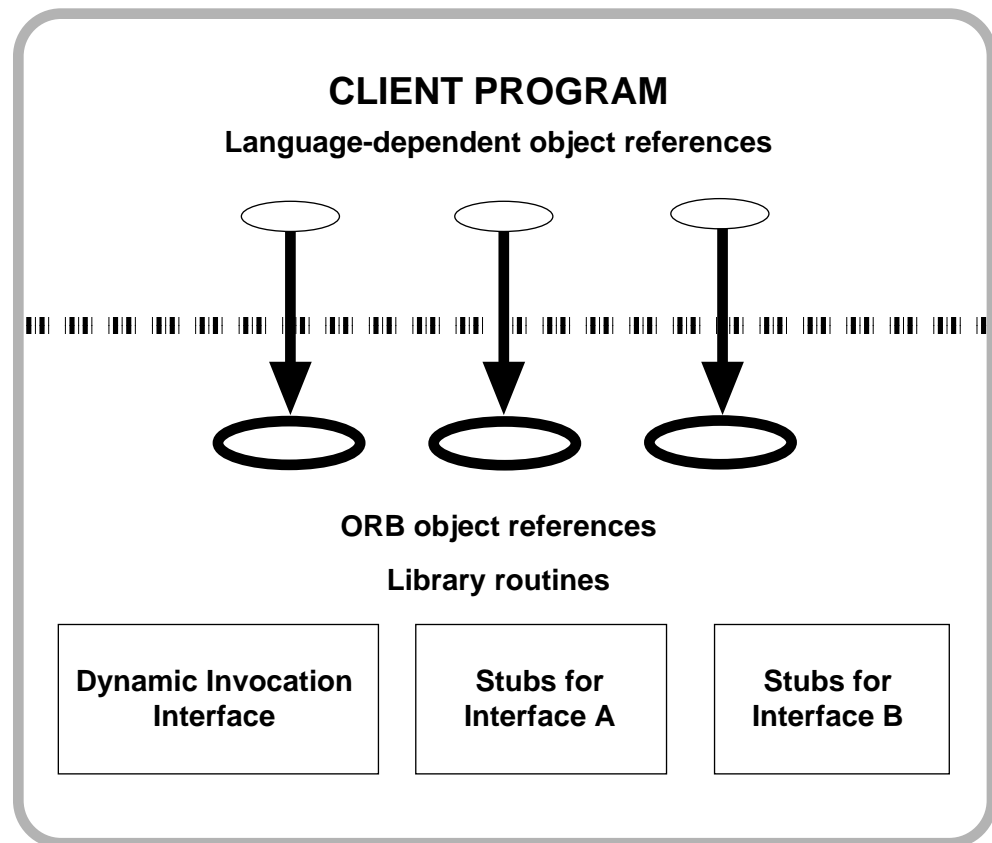 CLIENT PROGRAM
Language-dependent object references
ORB object references
Library routines
Dynamic Invocation
Interface
Stubs for
Interface A
Stubs for
Interface B